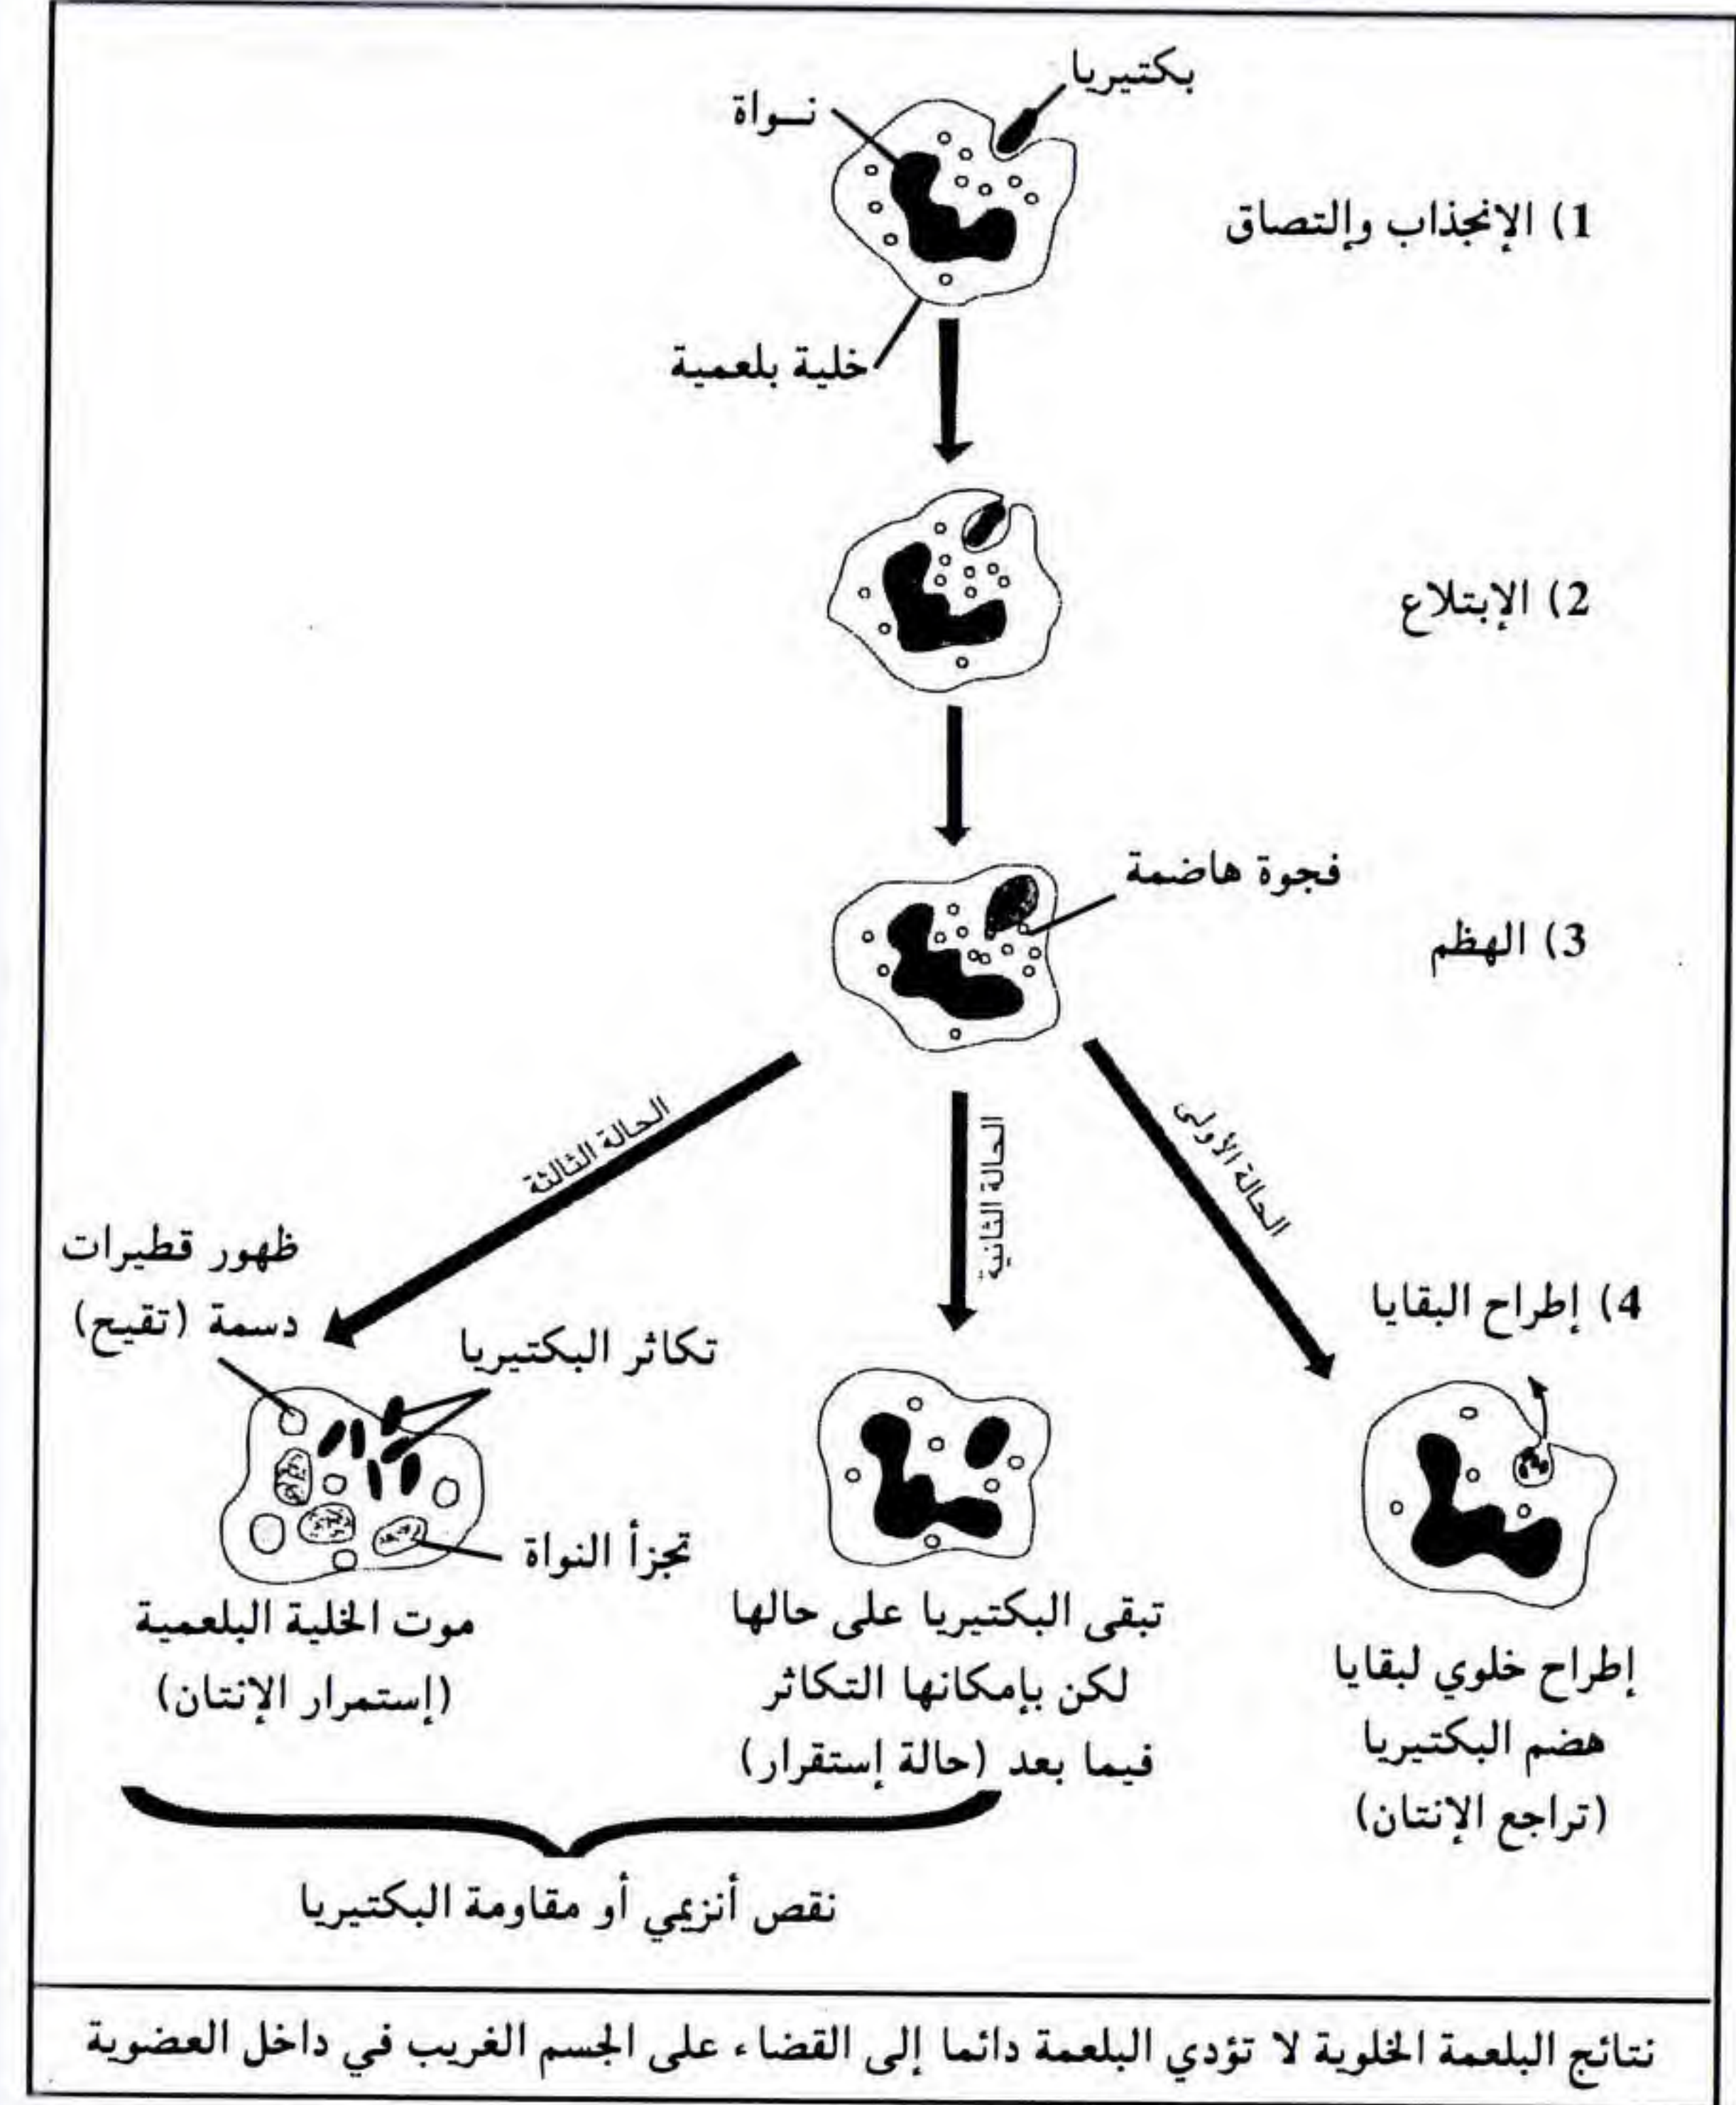 بكتيريا
نـــواة
1) الإنجذاب وإلتصاق
خلية بلعمية
2) الإبتلاع
فجوة هاضمة
3) الهظم
الحالة الأولى
الحالة الثانية
الحالة الثالثة
4) إطراح البقايا
إطراح خلوي لبقايا
هضم البكتيريا
(تراجع الإنتان)
تبقى البكتيريا على حالها
لكن بإمكانها التكاثر
فيما بعد (حالة إستقرار)
ظهور قطيرات
دسمة (تقيح)
تكاثر البكتيريا
تجزأ النواة
موت الخلية البلعمية
(إستمرار الإنتان)
نقص أنزيمي أو مقاومة البكتيريا
نتائج البلعمة الخلوية لا تؤدي البلعمة دائما إلى القضاء على الجسم الغريب في داخل العضوية